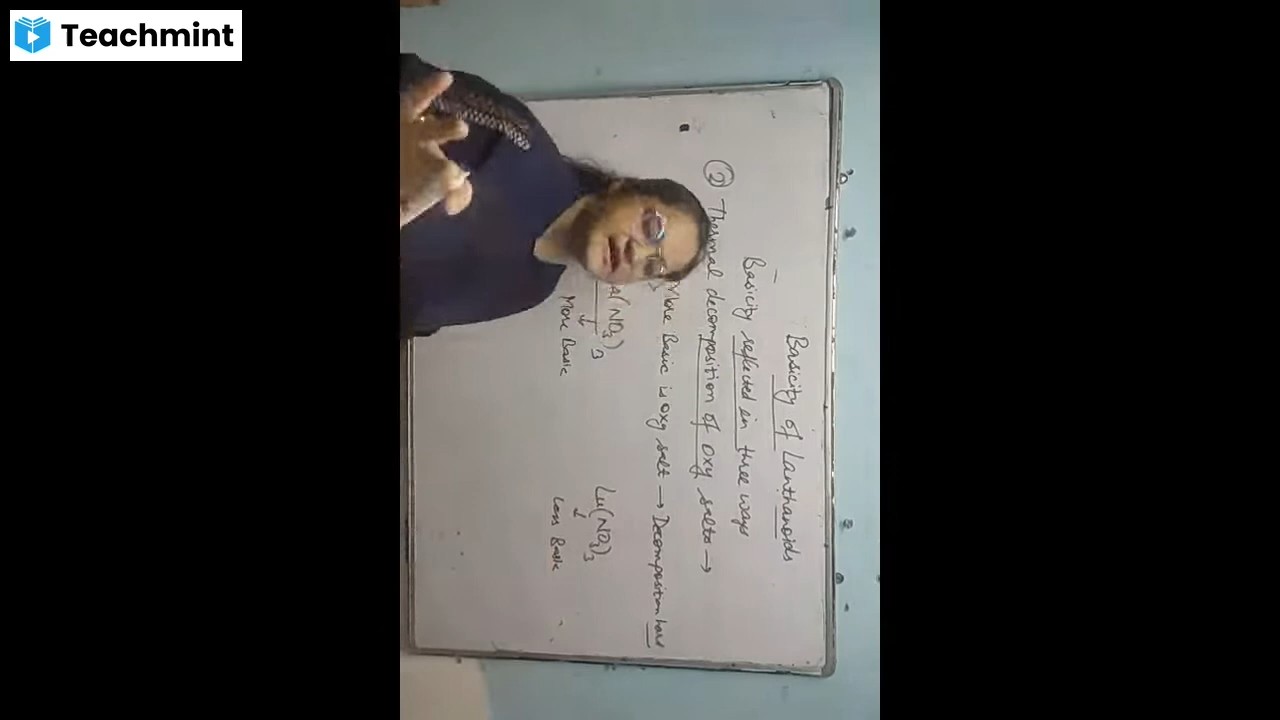 Teachmint
Basicity of Lanthanoids
Basicity reflected in three ways
② Thermal decomposition of Oxy salts →
More Basic is oxy salt → Decomposition hard
a(NO₃)₃ Lu(NO₃)₃
↓ ↓
More Basic Less Basic